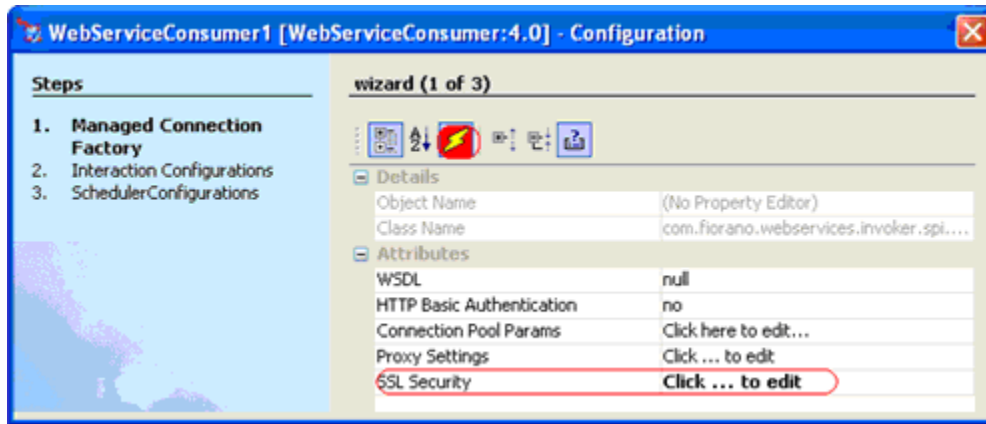 WebServiceConsumer1 [WebServiceConsumer:4.0] - Configuration
Steps
1. Managed Connection
Factory
2. Interaction Configurations
3. SchedulerConfigurations
wizard (1 of 3)
Details
Object Name (No Property Editor)
Class Name com.fiorano.webservices.invoker.spi....
Attributes
WSDL null
HTTP Basic Authentication no
Connection Pool Params Click here to edit...
Proxy Settings Click ... to edit
SSL Security Click ... to edit